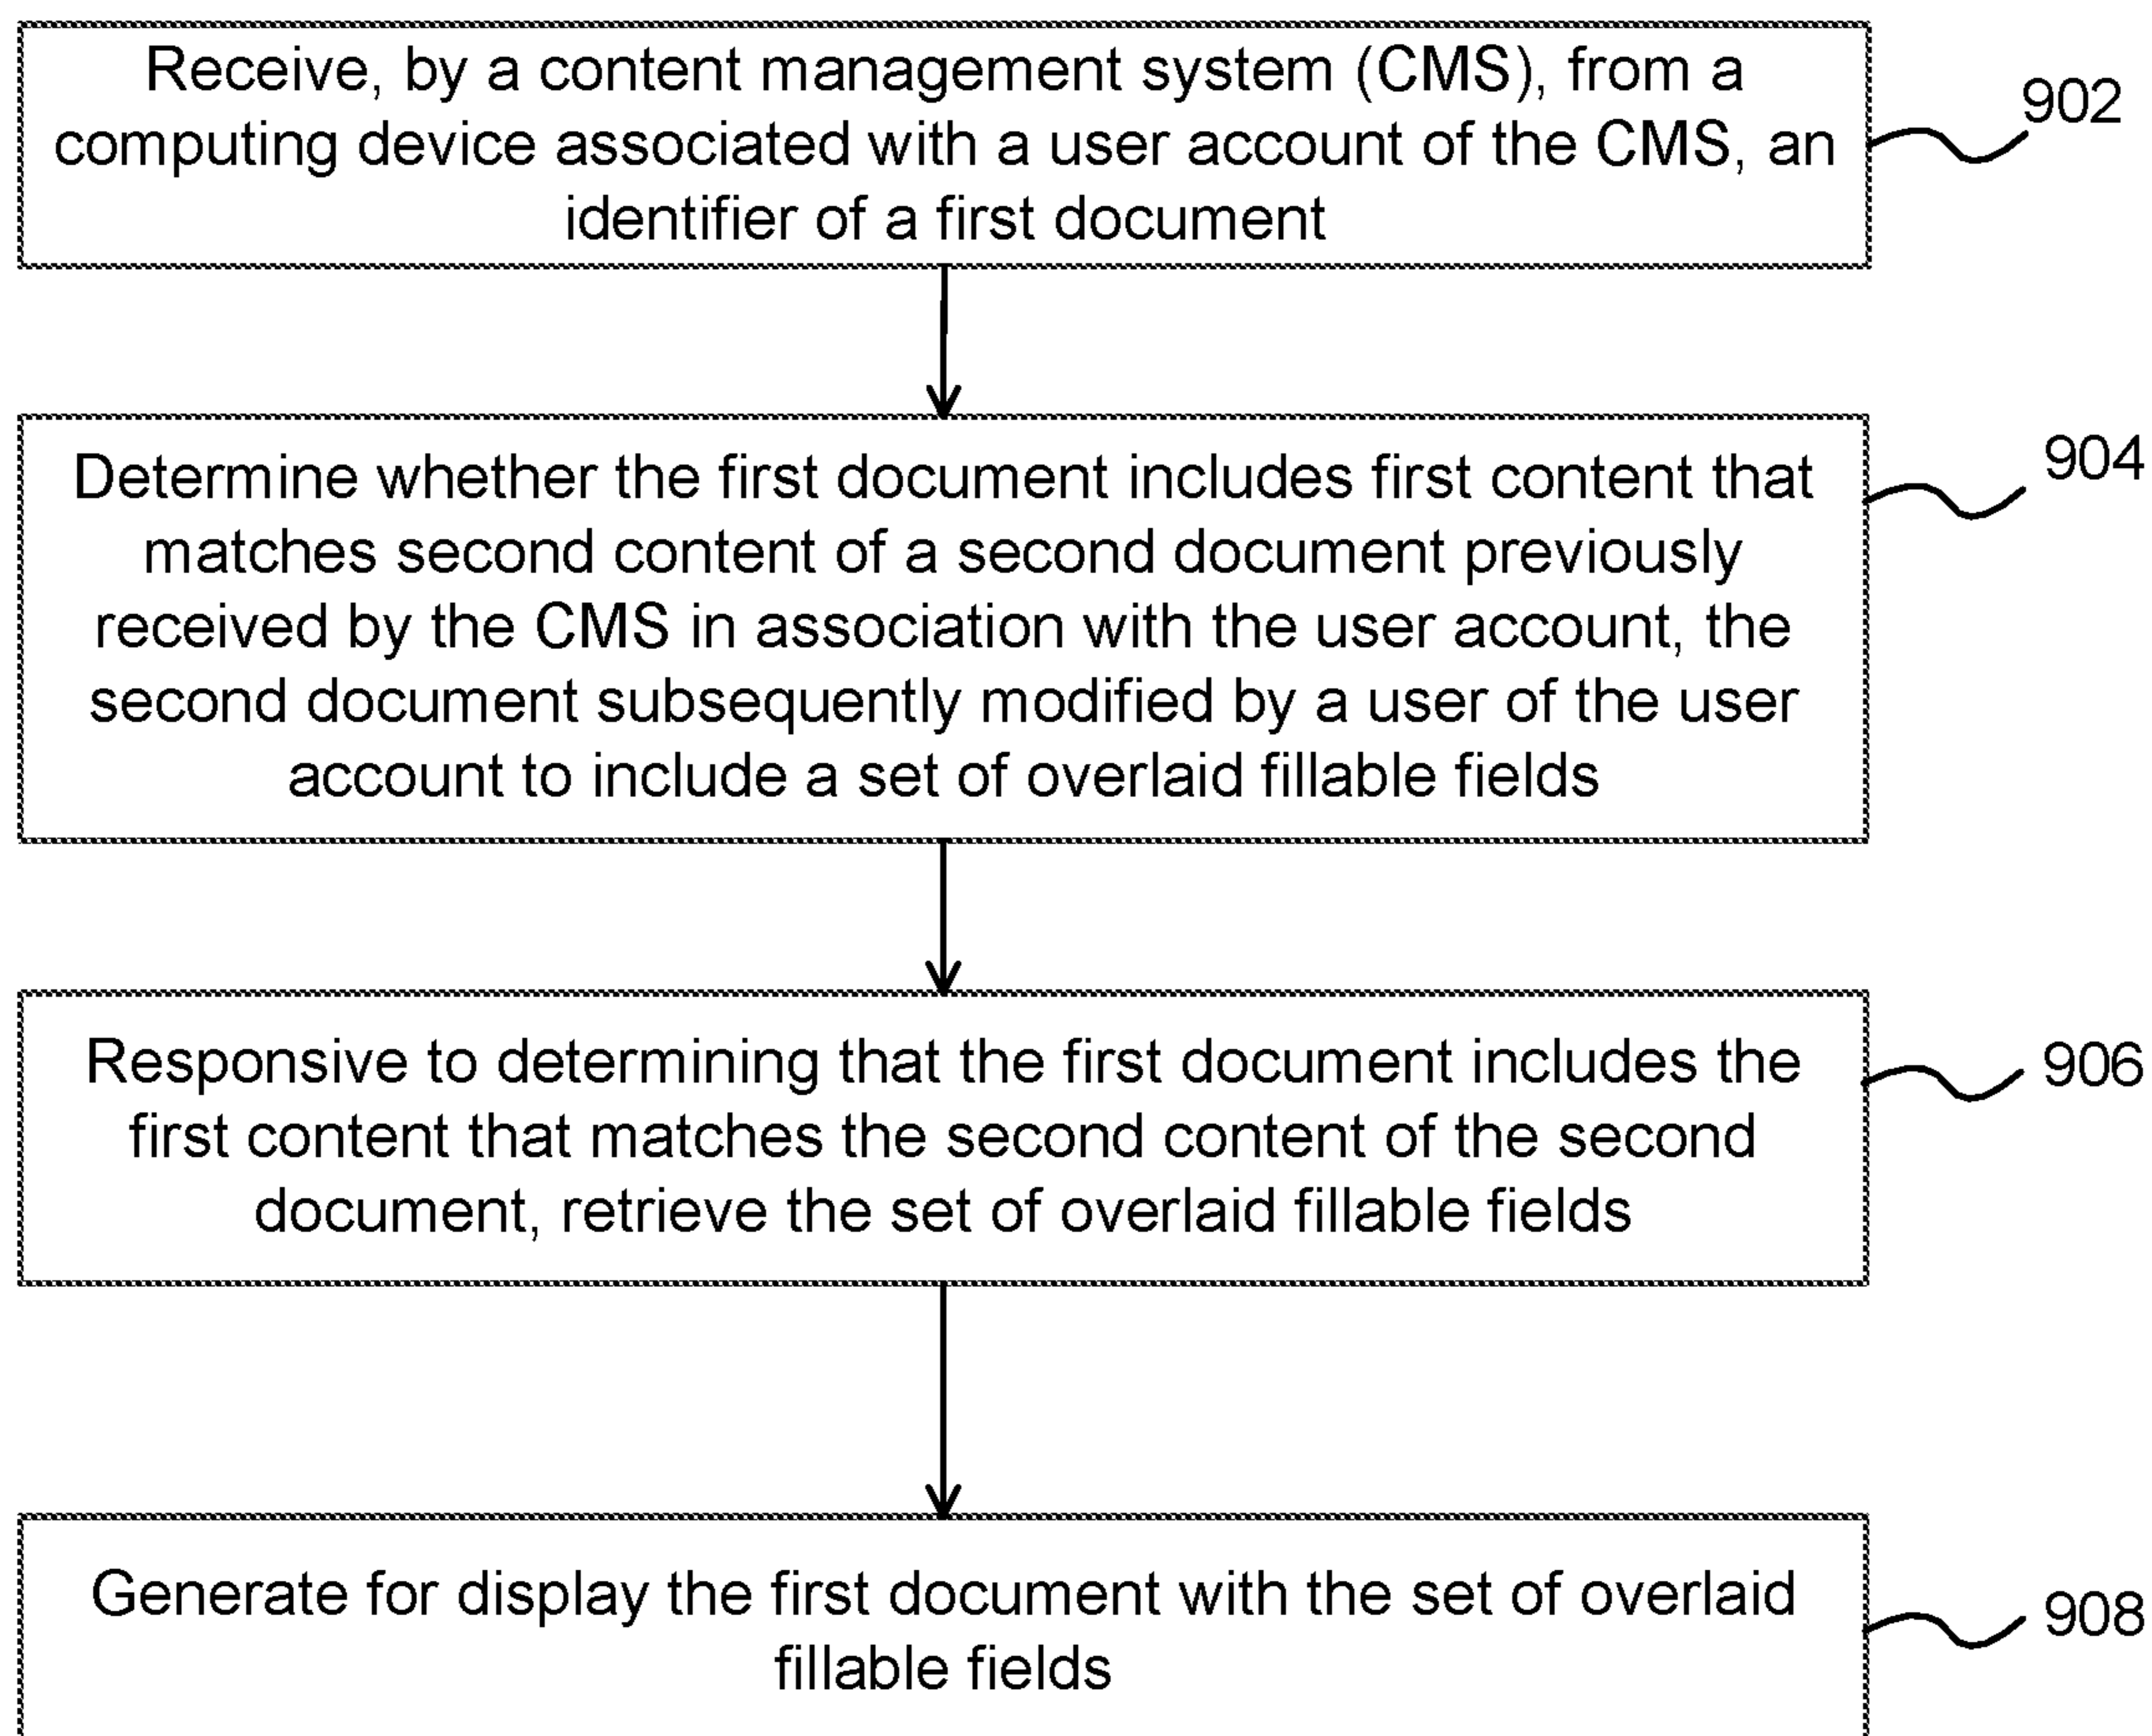 Receive, by a content management system (CMS), from a
computing device associated with a user account of the CMS, an
identifier of a first document
902
Determine whether the first document includes first content that
matches second content of a second document previously
received by the CMS in association with the user account, the
second document subsequently modified by a user of the user
account to include a set of overlaid fillable fields
904
Responsive to determining that the first document includes the
first content that matches the second content of the second
document, retrieve the set of overlaid fillable fields
906
Generate for display the first document with the set of overlaid
fillable fields
908